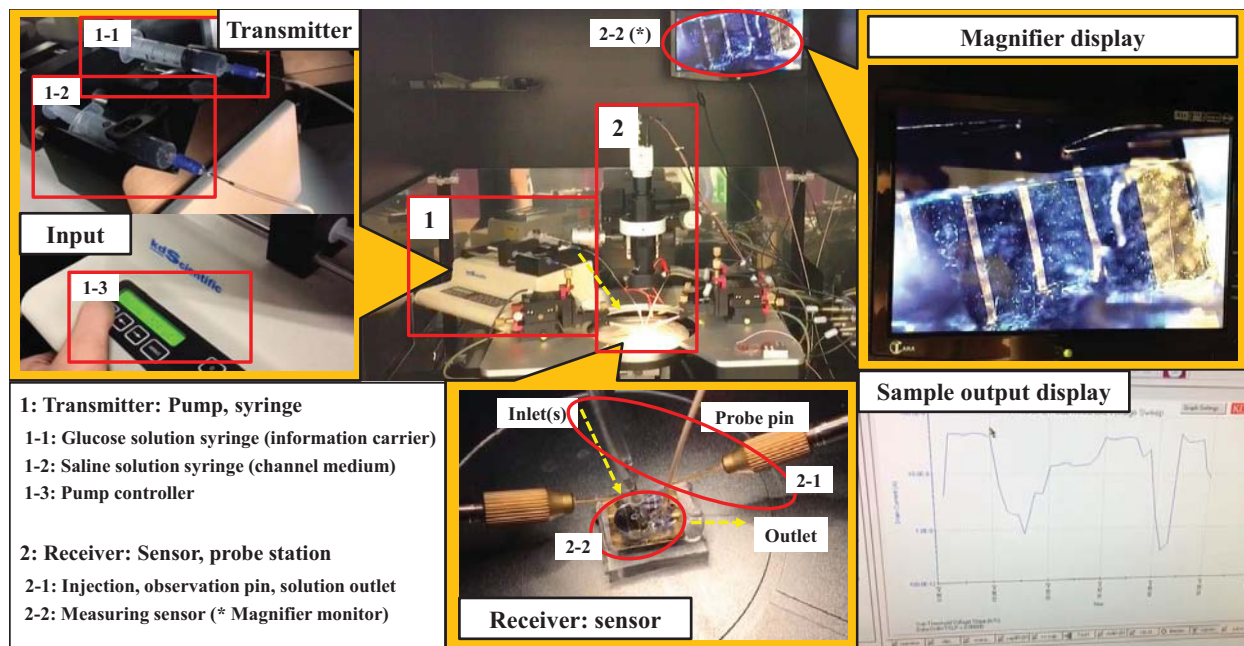 Transmitter
1-1
1-2
Input
kdScientific
1-3
2-2 (*)
1
2
Magnifier display
1: Transmitter: Pump, syringe
1-1: Glucose solution syringe (information carrier)
1-2: Saline solution syringe (channel medium)
1-3: Pump controller
2: Receiver: Sensor, probe station
2-1: Injection, observation pin, solution outlet
2-2: Measuring sensor (* Magnifier monitor)
Inlet(s)
Probe pin
2-1
2-2
Outlet
Receiver: sensor
Sample output display
Graph Settings